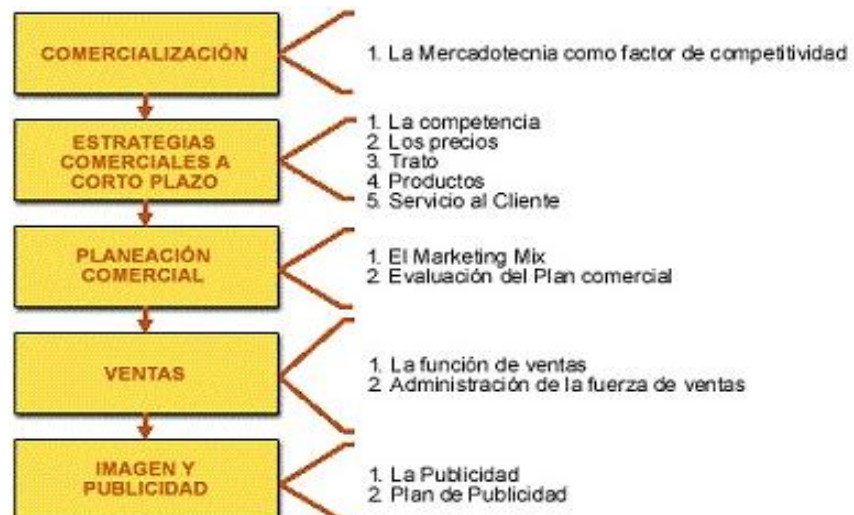 COMERCIALIZACIÓN
1. La Mercadotecnia como factor de competitividad
ESTRATEGIAS
COMERCIALES A
CORTO PLAZO
1. La competencia
2. Los precios
3. Trato
4. Productos
5. Servicio al Cliente
PLANEACIÓN
COMERCIAL
1. El Marketing Mix
2. Evaluación del Plan comercial
VENTAS
1. La función de ventas
2. Administración de la fuerza de ventas
IMAGEN Y
PUBLICIDAD
1. La Publicidad
2. Plan de Publicidad